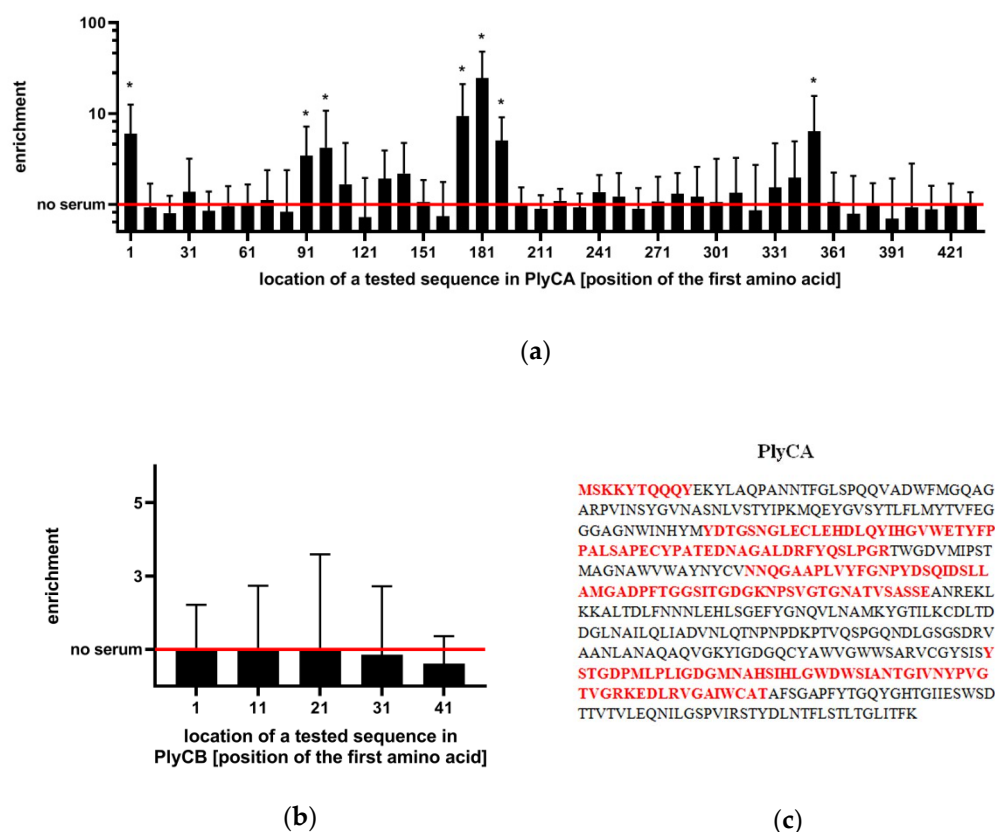 100
10
no serum
enrichment
* * * * * * *
1 31 61 91 121 151 181 211 241 271 301 331 361 391 421
location of a tested sequence in PlyCA [position of the first amino acid]
(a)
5
3
no serum
enrichment
1 11 21 31 41
location of a tested sequence in
PlyCB [position of the first amino acid]
(b)
PlyCA
MSKKYTQQQYEKYLAQPANNTFGLSPQQVADWFMGQAG
ARPVINSYGVNASNLVSTYIPKMQEYGVSYTLFLMYTVFEG
GGAGNWINHYMYDTGSNGLECLEHDLQYIHGVWETYFP
PALSAPECYPATEDNAGALDRFYQSLPGRTWGDVMIPST
MAGNAWVWAYNYCVNNQGAAPLVYFGNPYDSQIDSLL
AMGADPFTGGSITGDGKNPSVGTGNATVSASSEANREKL
KKALTDLFNNNLEHLSGEFYGNQVLNAMKYGTILKCDLTD
DGLNAILQLIADVNLQTNPNPDKPTVQSPGQNDLGSGSDRV
AANLANAQAQVGKYIGDGQCYAWVGWWSARVCGYSISY
STGDPMLPLIGDGMNAHSIHLGWDWSIANTGIVNYPVG
TVGRKEDLRVGAIWCATAFSGAPFYTGQYGHTGIIESWSD
TTVTVLEQNILGSPVIRSTYDLNTFLSTLTGLITFK
(c)